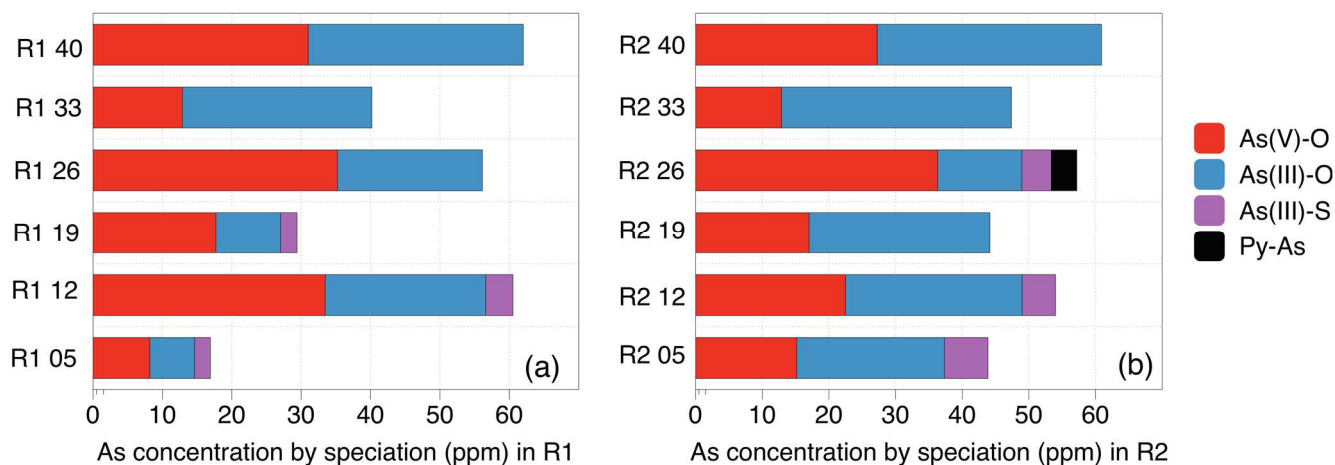 R1 40
R1 33
R1 26
R1 19
R1 12
R1 05
(a)
0 10 20 30 40 50 60
As concentration by speciation (ppm) in R1
R2 40
R2 33
R2 26
R2 19
R2 12
R2 05
(b)
0 10 20 30 40 50 60
As concentration by speciation (ppm) in R2
As(V)-O
As(III)-O
As(III)-S
Py-As